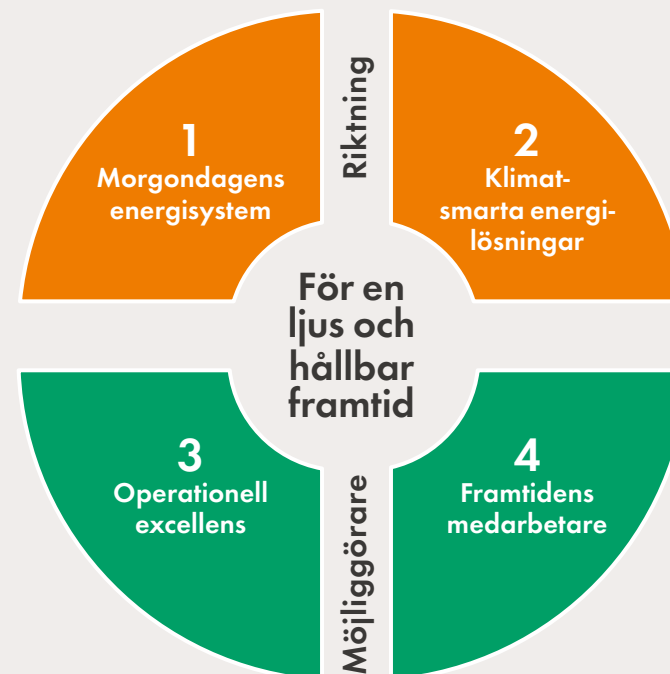 Riktning
1
Morgondagens
energisystem
2
Klimat-
smarta energi-
lösningar
För en
ljus och
hållbar
framtid
3
Operationell
excellens
4
Framtidens
medarbetare
Möjliggörare